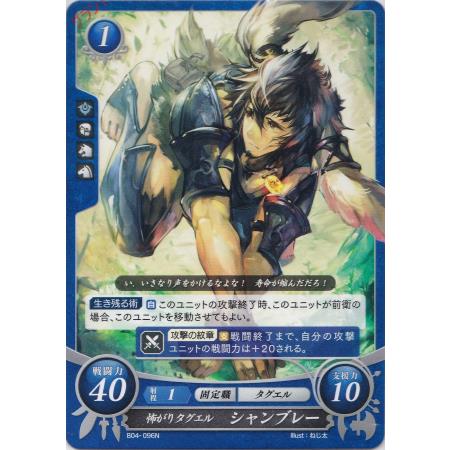 1
い、いきなり声をかけるなよな! 寿命が縮んだだろ!
生き残る術 自 このユニットの攻撃終了時、このユニットが前衛の
場合、このユニットを移動させてもよい。
攻撃の紋章 支 戦闘終了まで、自分の攻撃
ユニットの戦闘力は+20される。
戦闘力
40
射程 1
固定職
タグエル
支援力
10
怖がりタグエル シャンブレー
B04-096N
Illust:ねじ太